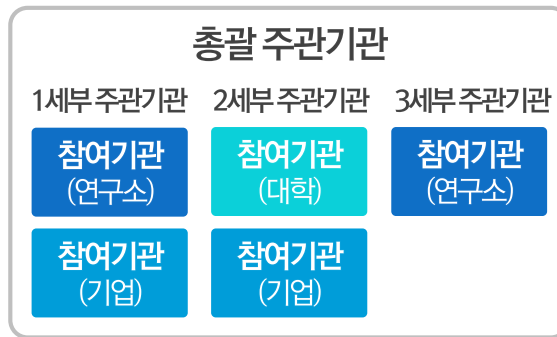 총괄 주관기관
1세부 주관기관 2세부 주관기관 3세부 주관기관
참여기관 참여기관 참여기관
(연구소) (대학) (연구소)
참여기관 참여기관
(기업) (기업)